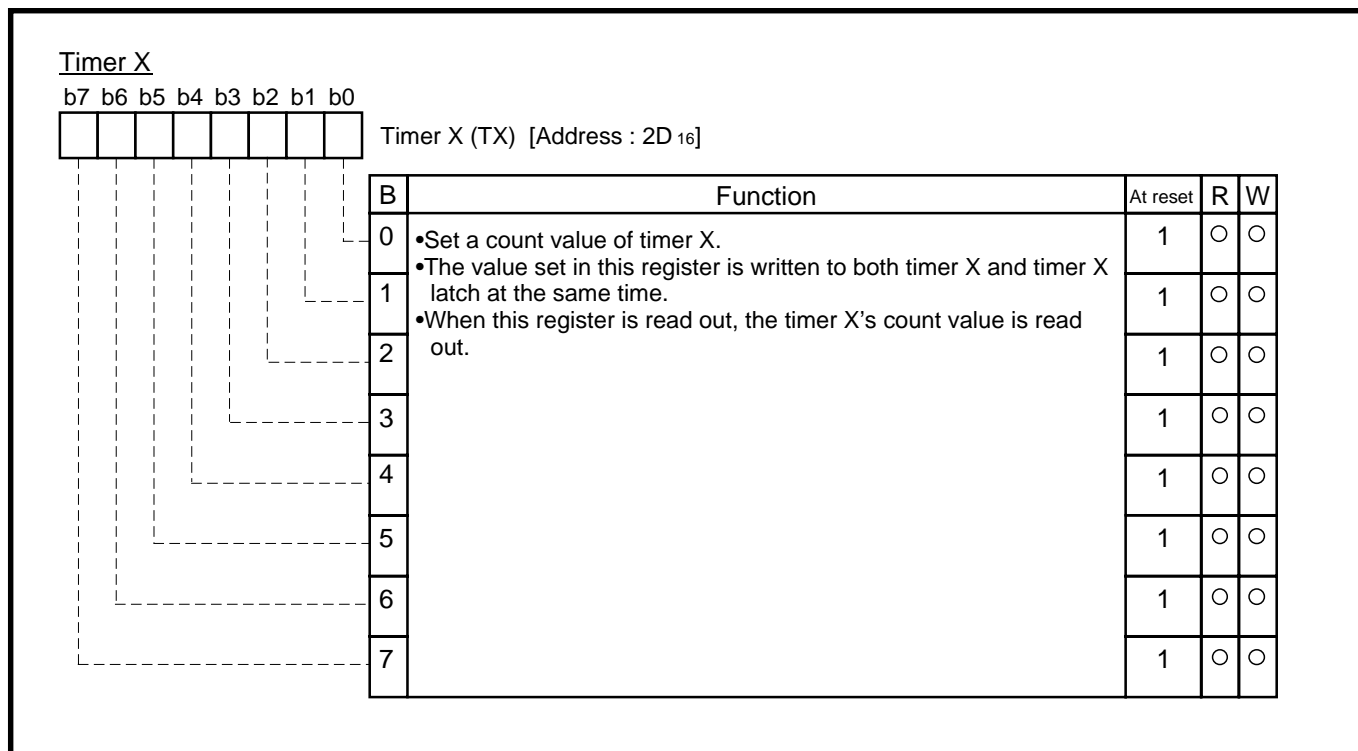 Timer X
b7 b6 b5 b4 b3 b2 b1 b0
Timer X (TX) [Address : 2D 16]
B Function At reset R W
0 •Set a count value of timer X. 1 ○ ○
•The value set in this register is written to both timer X and timer X
1 latch at the same time. 1 ○ ○
•When this register is read out, the timer X’s count value is read
2 out. 1 ○ ○
3 1 ○ ○
4 1 ○ ○
5 1 ○ ○
6 1 ○ ○
7 1 ○ ○